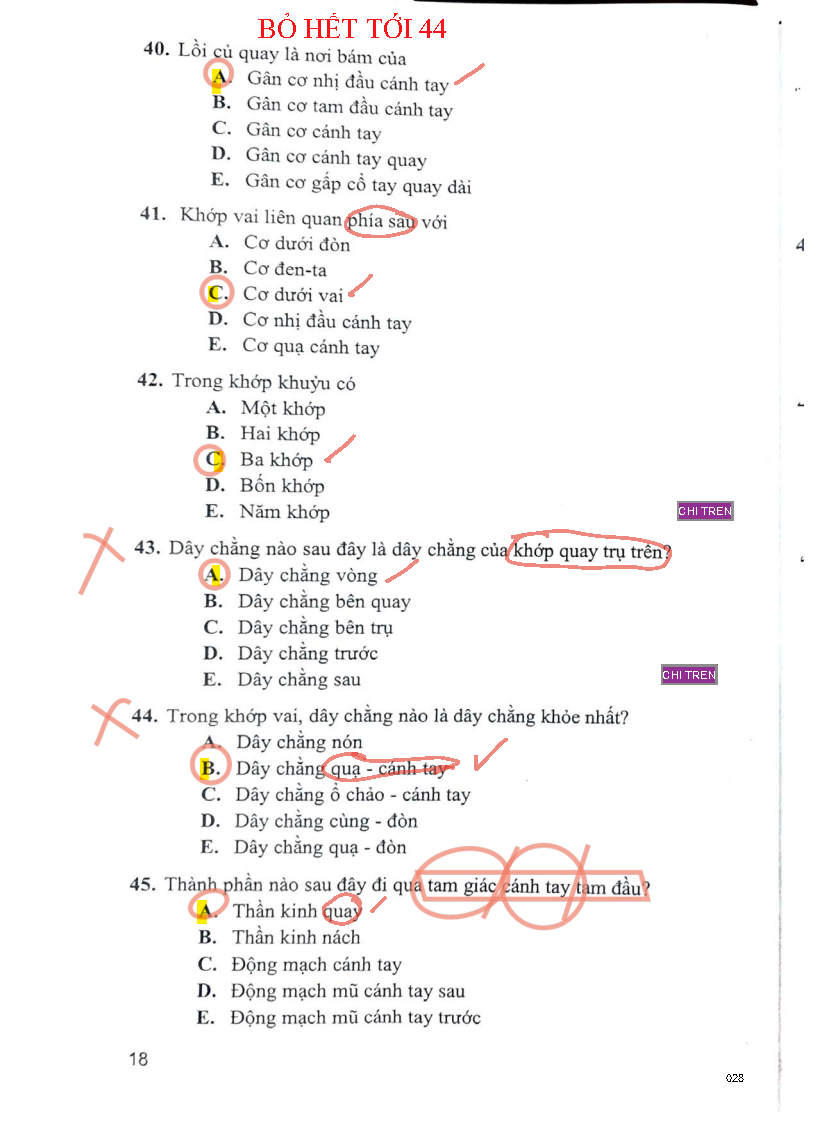 BỎ HẾT TỚI 44
40. Lồi củ quay là nơi bám của
A. Gân cơ nhị đầu cánh tay
B. Gân cơ tam đầu cánh tay
C. Gân cơ cánh tay
D. Gân cơ cánh tay quay
E. Gân cơ gấp cổ tay quay dài
41. Khớp vai liên quan phía sau với
A. Cơ dưới đòn
B. Cơ đen-ta
C. Cơ dưới vai
D. Cơ nhị đầu cánh tay
E. Cơ quạ cánh tay
42. Trong khớp khuỷu có
A. Một khớp
B. Hai khớp
C. Ba khớp
D. Bốn khớp
E. Năm khớp
CHI TREN
43. Dây chằng nào sau đây là dây chằng của khớp quay trụ trên?
A. Dây chằng vòng
B. Dây chằng bên quay
C. Dây chằng bên trụ
D. Dây chằng trước
E. Dây chằng sau
CHI TREN
44. Trong khớp vai, dây chằng nào là dây chằng khỏe nhất?
A. Dây chằng nón
B. Dây chằng quạ - cánh tay
C. Dây chằng ổ chảo - cánh tay
D. Dây chằng cùng - đòn
E. Dây chằng quạ - đòn
45. Thành phần nào sau đây đi qua tam giác cánh tay tam đầu?
A. Thần kinh quay
B. Thần kinh nách
C. Động mạch cánh tay
D. Động mạch mũ cánh tay sau
E. Động mạch mũ cánh tay trước
18
028